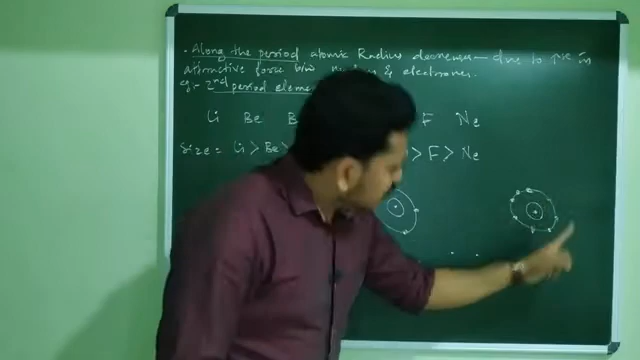 • Along the period atomic Radius decreases — due to ↑se in
attractive force b/w nucleus & electrons.
eg:- 2nd period elem
Li Be B F Ne
Size = Li > Be > > F > Ne